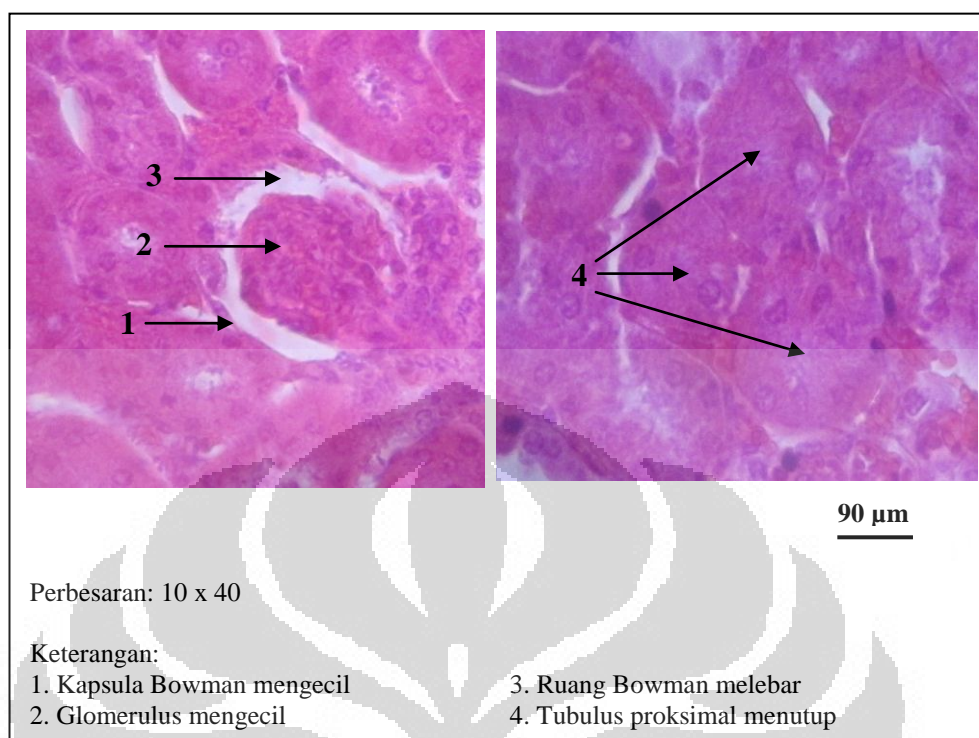 3
2
1
4
90 µm
Perbesaran: 10 x 40
Keterangan:
1. Kapsula Bowman mengecil
2. Glomerulus mengecil
3. Ruang Bowman melebar
4. Tubulus proksimal menutup